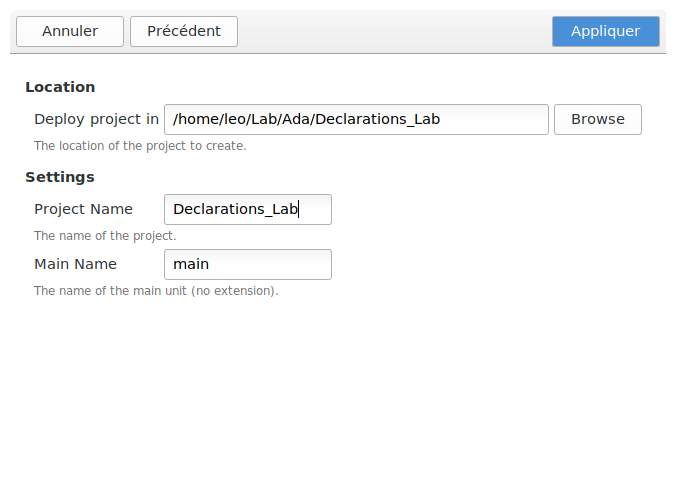 Annuler Précédent Appliquer
Location
Deploy project in /home/leo/Lab/Ada/Declarations_Lab Browse
The location of the project to create.
Settings
Project Name Declarations_Lab
The name of the project.
Main Name main
The name of the main unit (no extension).